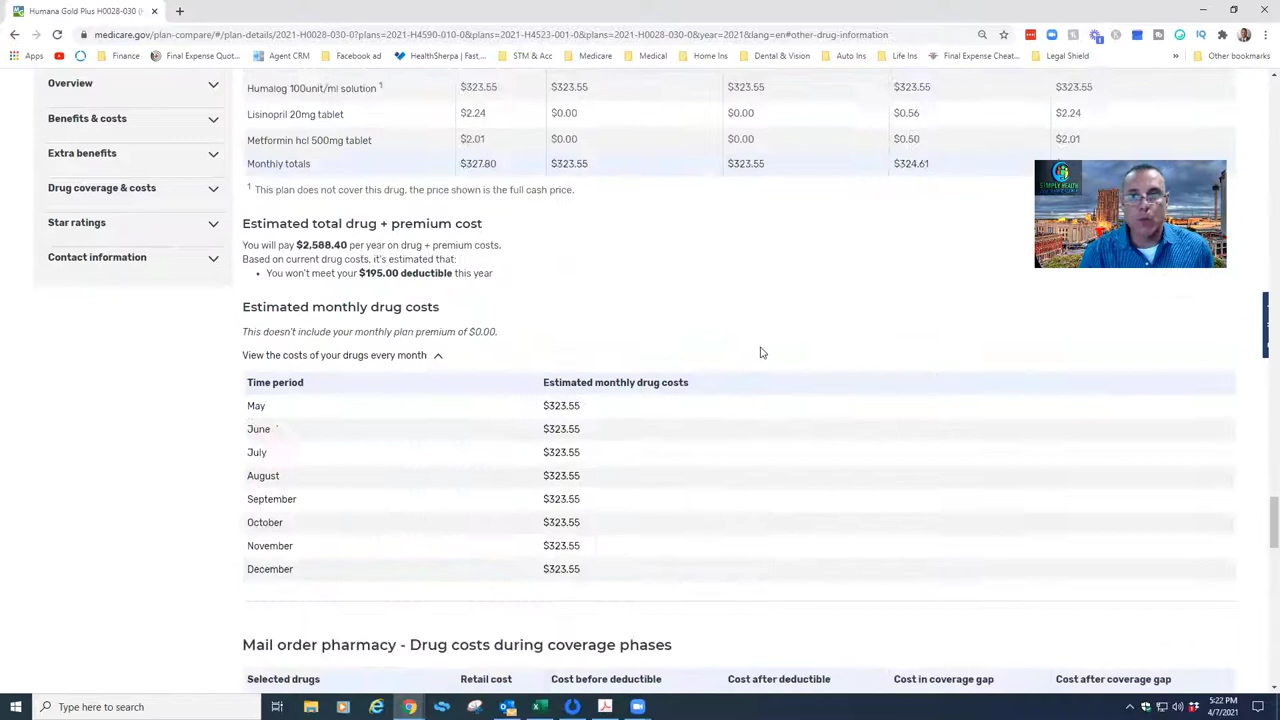 Humana Gold Plus H0028-030 (H
medicare.gov/plan-compare/#/plan-details/2021-H0028-030-0?plans=2021-H4590-010-0&plans=2021-H4523-001-0&plans=2021-H0028-030-0&year=2021&lang=en#other-drug-information
Apps Finance Final Expense Quot... Agent CRM Facebook ad HealthSherpa (Feat... STM & Acc Medicare Medical Home Ins Dental & Vision Auto Ins Life Ins Final Expense Cheat... Legal Shield » Other bookmarks
Overview
Benefits & costs
Extra benefits
Drug coverage & costs
Star ratings
Contact information
Humalog 100unit/ml solution 1 $323.55 $323.55 $323.55 $323.55 $323.55
Lisinopril 20mg tablet $2.24 $0.00 $0.00 $0.56 $2.24
Metformin hcl 500mg tablet $2.01 $0.00 $0.00 $0.50 $2.01
Monthly totals $327.80 $323.55 $323.55 $324.61
1 This plan does not cover this drug, the price shown is the full cash price.
SIMPLY HEALTH
Estimated total drug + premium cost
You will pay $2,588.40 per year on drug + premium costs.
Based on current drug costs, it's estimated that:
• You won't meet your $195.00 deductible this year
Estimated monthly drug costs
This doesn't include your monthly plan premium of $0.00.
View the costs of your drugs every month
Time period Estimated monthly drug costs
May $323.55
June $323.55
July $323.55
August $323.55
September $323.55
October $323.55
November $323.55
December $323.55
Mail order pharmacy - Drug costs during coverage phases
Selected drugs Retail cost Cost before deductible Cost after deductible Cost in coverage gap Cost after coverage gap
Type here to search
5:22 PM
4/7/2021